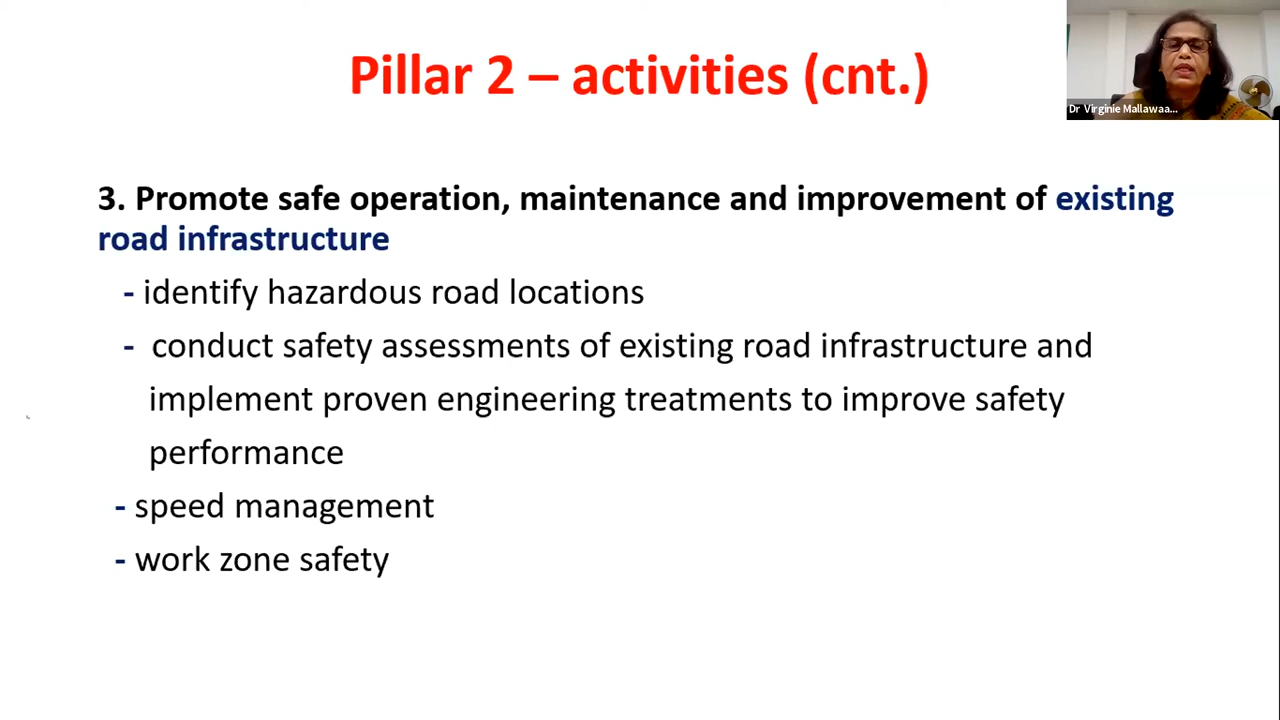 Pillar 2 – activities (cnt.)
Dr Virginie Mallawaa...
3. Promote safe operation, maintenance and improvement of existing
road infrastructure
- identify hazardous road locations
- conduct safety assessments of existing road infrastructure and
implement proven engineering treatments to improve safety
performance
- speed management
- work zone safety